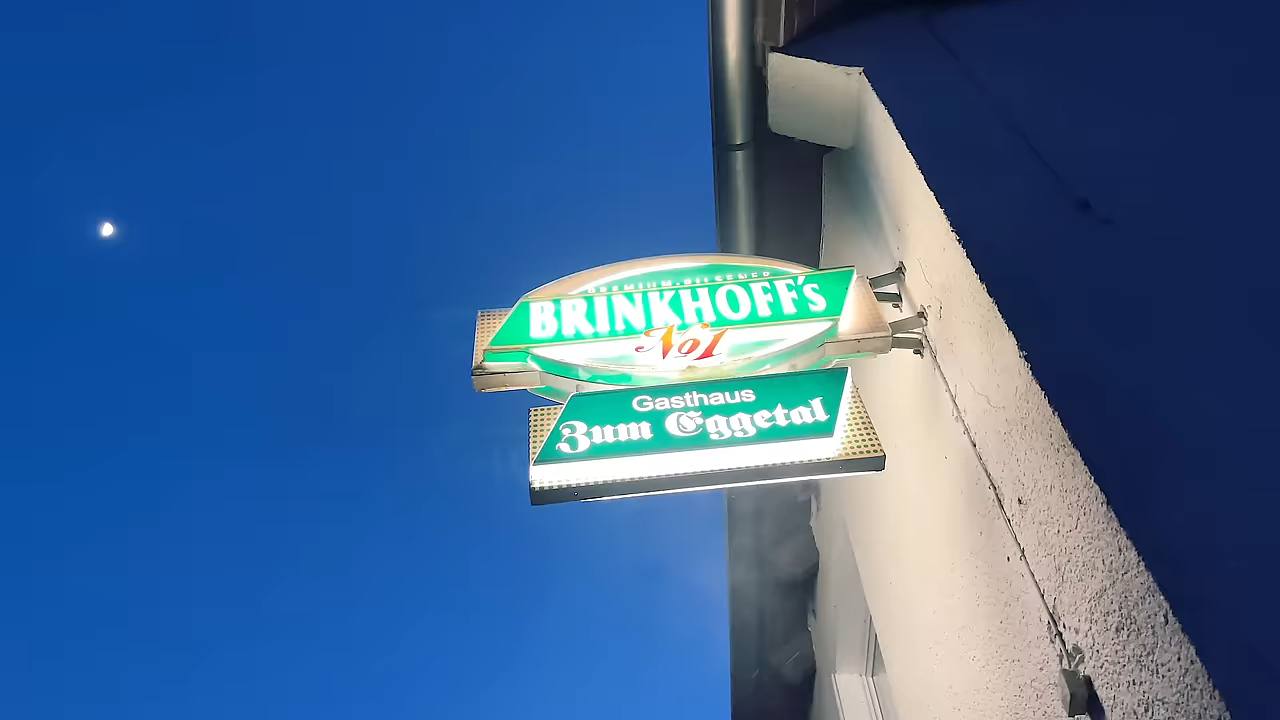 PREMIUM-PILSENER
BRINKHOFF's
No1
Gasthaus
Zum Eggetal